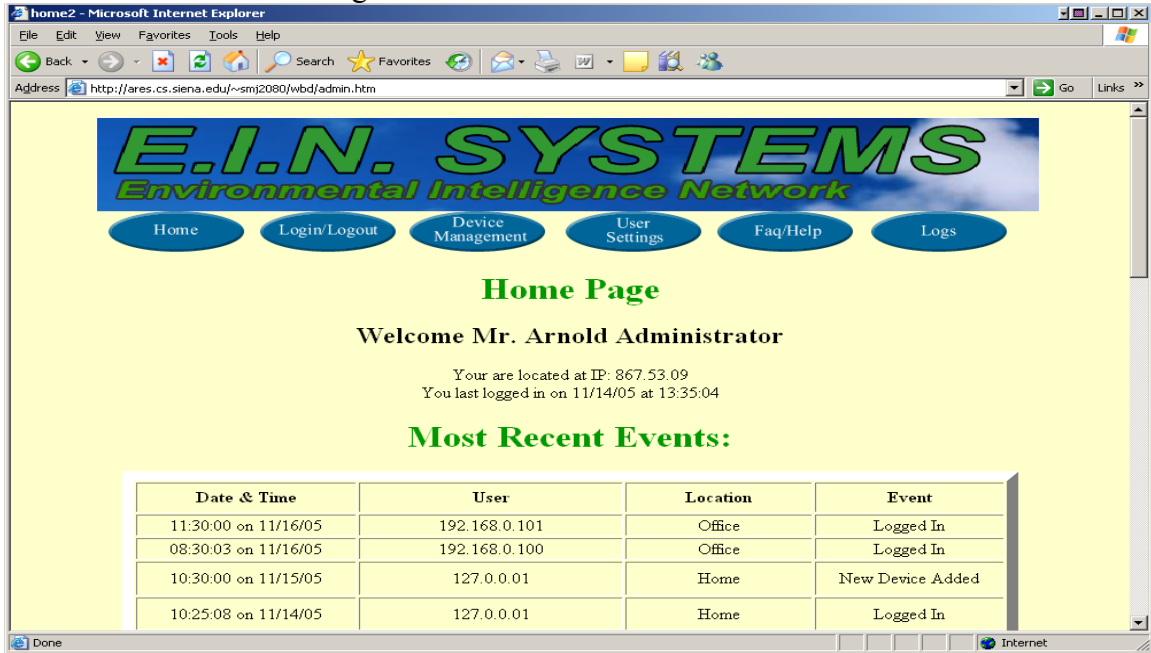 home2 - Microsoft Internet Explorer
File Edit View Favorites Tools Help
Back Search Favorites
Address http://ares.cs.siena.edu/~smj2080/wbd/admin.htm Go Links »
E.I.N. SYSTEMS
Environmental Intelligence Network
Home Login/Logout Device Management User Settings Faq/Help Logs
Home Page
Welcome Mr. Arnold Administrator
Your are located at IP: 867.53.09
You last logged in on 11/14/05 at 13:35:04
Most Recent Events:
Date & Time User Location Event
11:30:00 on 11/16/05 192.168.0.101 Office Logged In
08:30:03 on 11/16/05 192.168.0.100 Office Logged In
10:30:00 on 11/15/05 127.0.0.01 Home New Device Added
10:25:08 on 11/14/05 127.0.0.01 Home Logged In
Done Internet